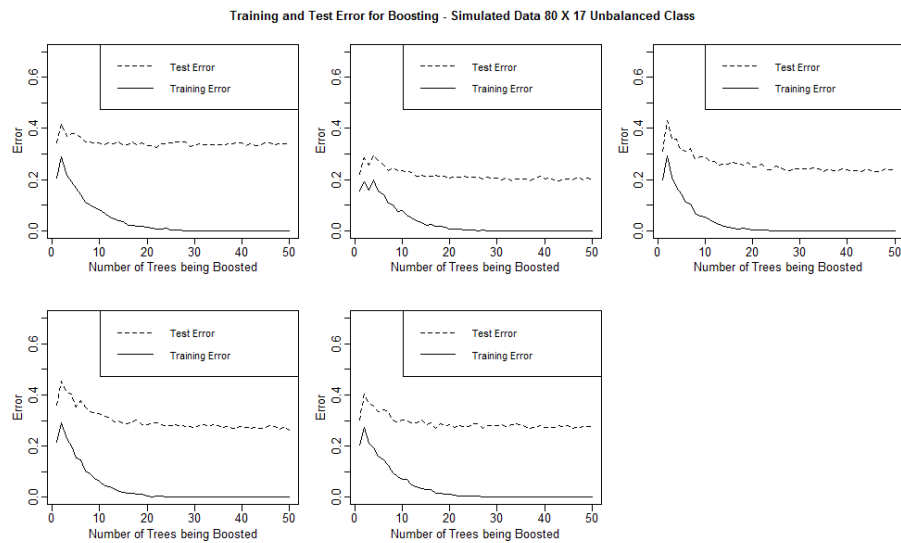 Training and Test Error for Boosting - Simulated Data 80 X 17 Unbalanced Class
Test Error
Training Error
Error
0.0 0.2 0.4 0.6
0 10 20 30 40 50
Number of Trees being Boosted
Test Error
Training Error
Error
0.0 0.2 0.4 0.6
0 10 20 30 40 50
Number of Trees being Boosted
Test Error
Training Error
Error
0.0 0.2 0.4 0.6
0 10 20 30 40 50
Number of Trees being Boosted
Test Error
Training Error
Error
0.0 0.2 0.4 0.6
0 10 20 30 40 50
Number of Trees being Boosted
Test Error
Training Error
Error
0.0 0.2 0.4 0.6
0 10 20 30 40 50
Number of Trees being Boosted